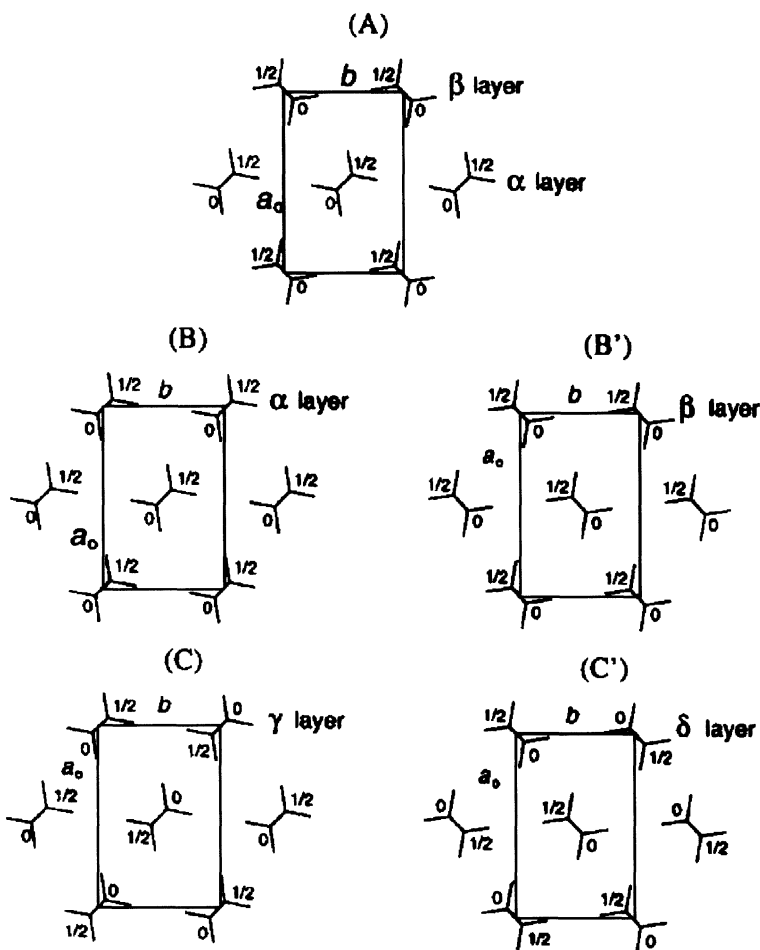 (A)
1/2 b 1/2 β layer
0 0
1/2 1/2 1/2 α layer
0 aₒ 0 0
1/2 1/2
0 0
(B) (B')
1/2 b 1/2 α layer
0 0
1/2 b 1/2 β layer
0 0
1/2 1/2 1/2
0 0 0
aₒ
aₒ
1/2 1/2 1/2
0 0 0
1/2 1/2
0 0
1/2 1/2
0 0
(C) (C')
1/2 b 0 γ layer
0 1/2
1/2 b 0 δ layer
0 1/2
aₒ
1/2 0 1/2
0 1/2 0
aₒ
0 1/2 0
1/2 0 1/2
0 1/2
1/2 0
0 1/2
1/2 0